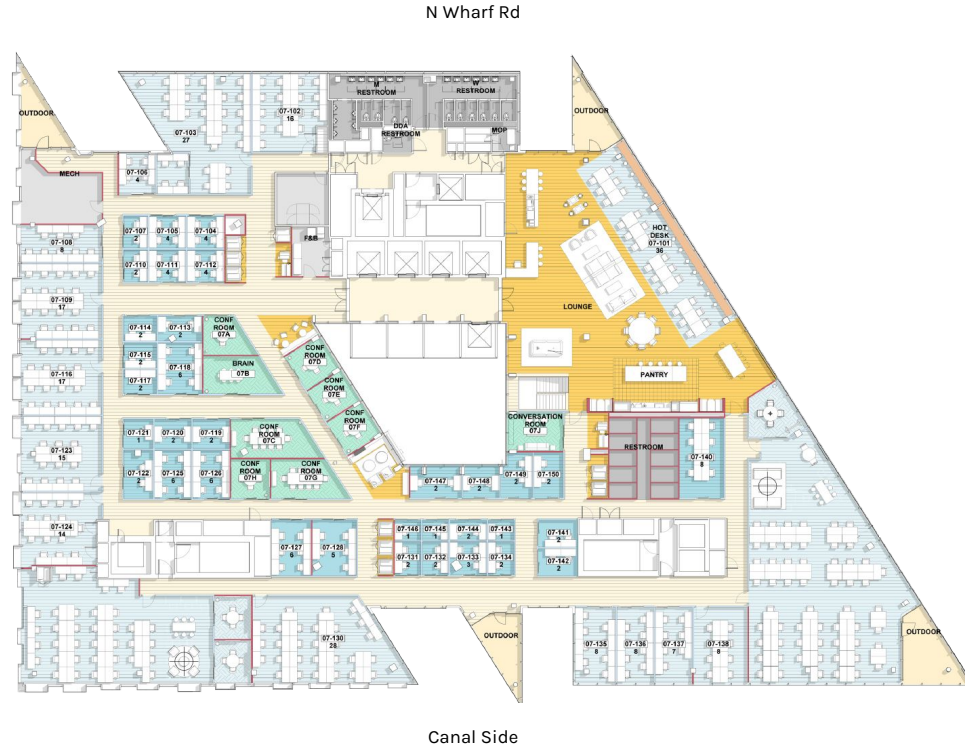 N Wharf Rd
OUTDOOR
M
RESTROOM
W
RESTROOM
OUTDOOR
07-102
16
07-103
27
DDA
RESTROOM
MOP
MECH
07-106
4
07-107
2
07-105
4
07-104
4
07-108
8
F&B
HOT
DESK
07-101
36
07-110
2
07-111
4
07-112
4
07-109
17
LOUNGE
07-114
2
07-113
2
CONF
ROOM
07A
CONF
ROOM
07D
07-115
2
07-118
6
BRAIN
07B
07-116
17
07-117
2
CONF
ROOM
07E
PANTRY
CONF
ROOM
07F
CONVERSATION
ROOM
07J
07-121
1
07-120
2
07-119
2
CONF
ROOM
07C
RESTROOM
07-123
15
07-122
2
07-125
6
07-126
6
CONF
ROOM
07H
CONF
ROOM
07G
07-140
8
07-147
2
07-148
2
07-149
2
07-150
2
07-124
14
07-127
6
07-128
5
07-146
1
07-145
1
07-144
2
07-143
1
07-141
2
07-131
2
07-132
2
07-133
3
07-134
2
07-142
2
07-130
28
OUTDOOR
07-135
8
07-136
8
07-137
7
07-138
8
OUTDOOR
Canal Side